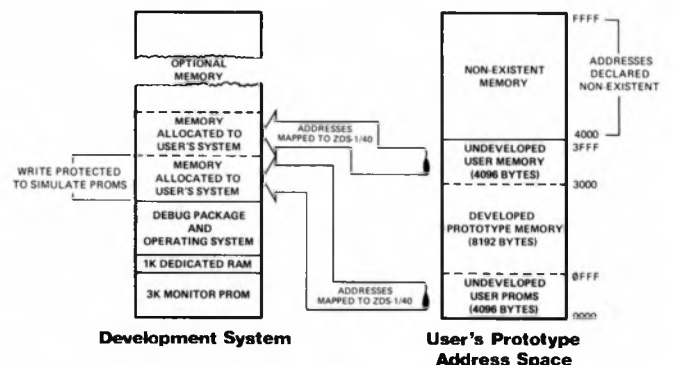 OPTIONAL
MEMORY
MEMORY
ALLOCATED TO
USER'S SYSTEM
MEMORY
ALLOCATED TO
USER'S SYSTEM
WRITE PROTECTED
TO SIMULATE PROMS
DEBUG PACKAGE
AND
OPERATING SYSTEM
1K DEDICATED RAM
3K MONITOR PROM
Development System
ADDRESSES
MAPPED TO ZDS-1/40
ADDRESSES
MAPPED TO ZDS-1/40
FFFF
NON-EXISTENT
MEMORY
ADDRESSES
DECLARED
NON-EXISTENT
4000
UNDEVELOPED
USER MEMORY
(4096 BYTES)
3FFF
3000
DEVELOPED
PROTOTYPE MEMORY
(8192 BYTES)
0FFF
UNDEVELOPED
USER PROMS
(4096 BYTES)
0000
User's Prototype
Address Space